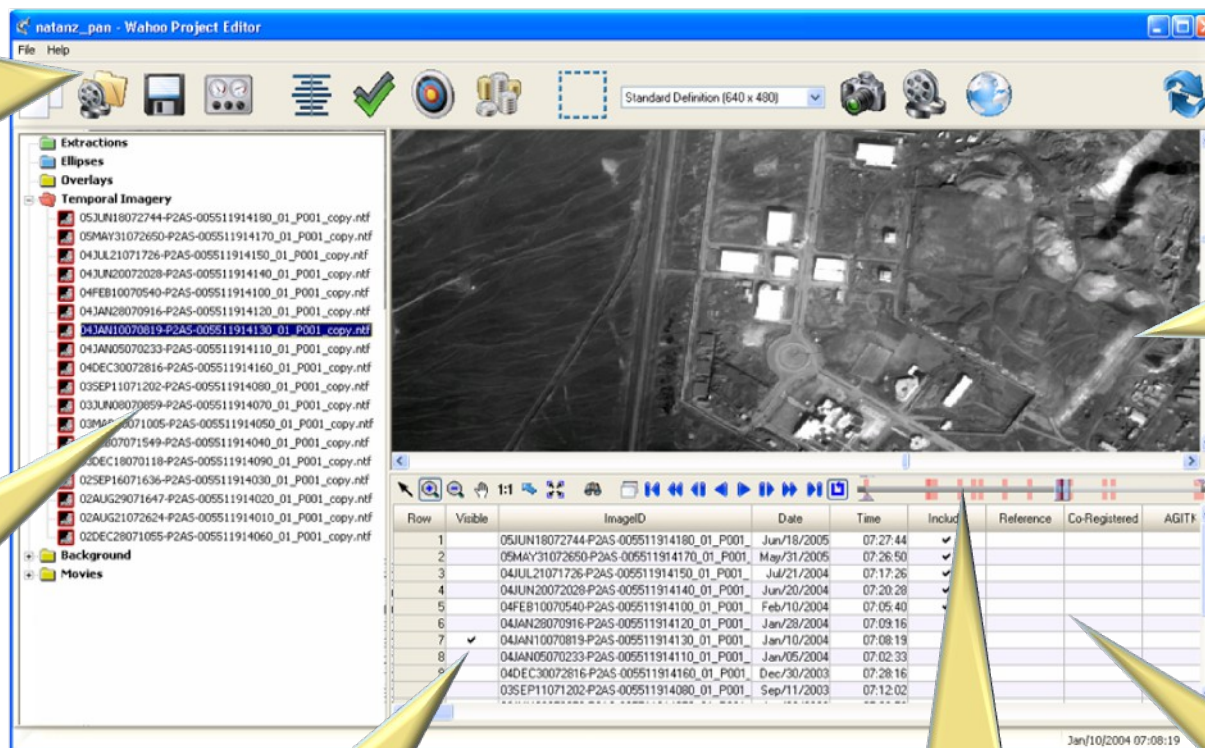 natanz_pan - Wahoo Project Editor
File Help
Standard Definition (640 x 480)
Extractions
Ellipses
Overlays
Temporal Imagery
05JUN18072744-P2AS-005511914180_01_P001_copy.ntf
05MAY31072650-P2AS-005511914170_01_P001_copy.ntf
04JUL21071726-P2AS-005511914150_01_P001_copy.ntf
04JUN20072028-P2AS-005511914140_01_P001_copy.ntf
04FEB10070540-P2AS-005511914100_01_P001_copy.ntf
04JAN28070916-P2AS-005511914120_01_P001_copy.ntf
04JAN10070819-P2AS-005511914130_01_P001_copy.ntf
04JAN05070233-P2AS-005511914110_01_P001_copy.ntf
04DEC30072816-P2AS-005511914160_01_P001_copy.ntf
03SEP11071202-P2AS-005511914080_01_P001_copy.ntf
03JUN08070859-P2AS-005511914070_01_P001_copy.ntf
71005-P2AS-005511914050_01_P001_copy.ntf
07071549-P2AS-005511914040_01_P001_copy.ntf
DEC18070118-P2AS-005511914090_01_P001_copy.ntf
02SEP16071636-P2AS-005511914030_01_P001_copy.ntf
02AUG29071647-P2AS-005511914020_01_P001_copy.ntf
02AUG21072624-P2AS-005511914010_01_P001_copy.ntf
02DEC28071055-P2AS-005511914060_01_P001_copy.ntf
Background
Movies
1:1
Row Visible ImageID Date Time Includ Reference Co-Registered AGITK
1 05JUN18072744-P2AS-005511914180_01_P001_ Jun/18/2005 07:27:44
2 05MAY31072650-P2AS-005511914170_01_P001_ May/31/2005 07:26:50
3 04JUL21071726-P2AS-005511914150_01_P001_ Jul/21/2004 07:17:26
4 04JUN20072028-P2AS-005511914140_01_P001_ Jun/20/2004 07:20:28
5 04FEB10070540-P2AS-005511914100_01_P001_ Feb/10/2004 07:05:40
6 04JAN28070916-P2AS-005511914120_01_P001_ Jan/28/2004 07:09:16
7 04JAN10070819-P2AS-005511914130_01_P001_ Jan/10/2004 07:08:19
8 04JAN05070233-P2AS-005511914110_01_P001_ Jan/05/2004 07:02:33
04DEC30072816-P2AS-005511914160_01_P001_ Dec/30/2003 07:28:16
03SEP11071202-P2AS-005511914080_01_P001_ Sep/11/2003 07:12:02
Jan/10/2004 07:08:19